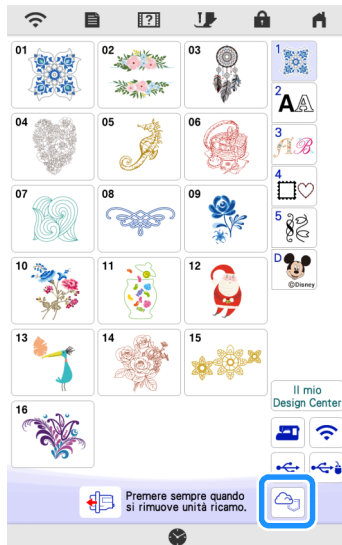 01
02
03
1
2
AA
04
05
06
3
AB
4
07
08
09
5
D
©Disney
10
11
12
13
14
15
Il mio
Design Center
16
Premere sempre quando
si rimuove unità ricamo.